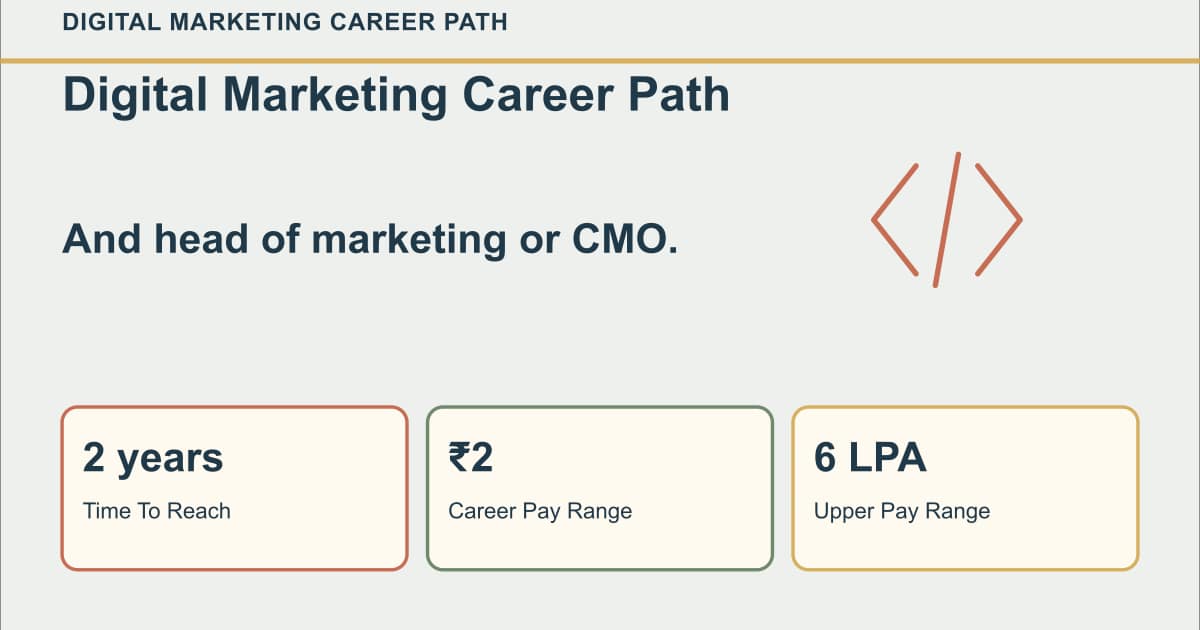 DIGITAL MARKETING CAREER PATH
Digital Marketing Career Path
And head of marketing or CMO.
2 years
Time To Reach
₹2
Career Pay Range
6 LPA
Upper Pay Range